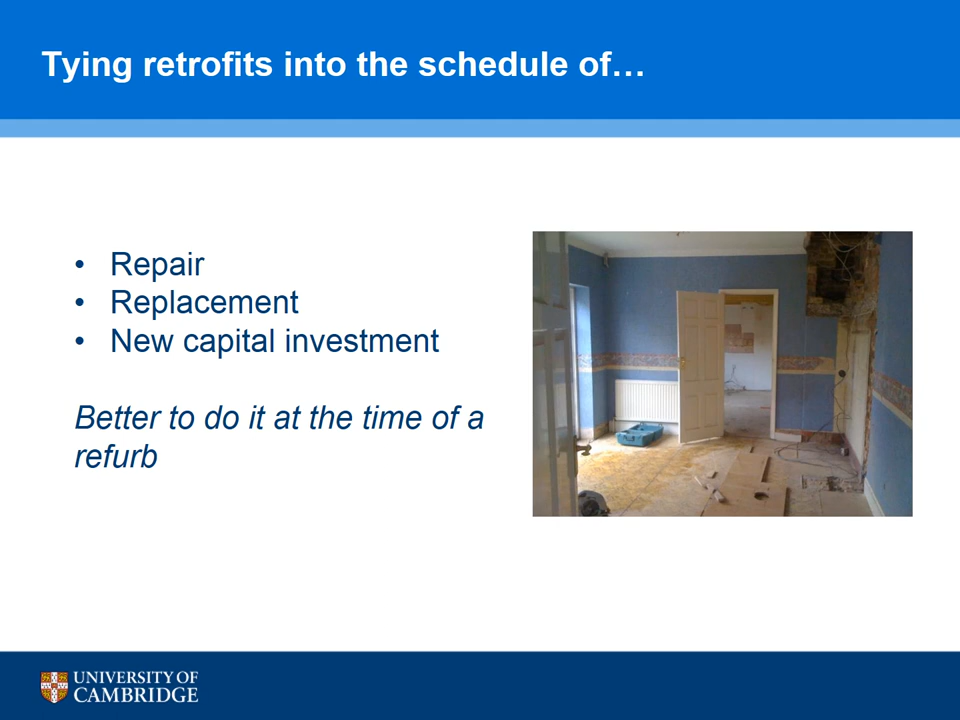 Tying retrofits into the schedule of…
• Repair
• Replacement
• New capital investment
Better to do it at the time of a
refurb
UNIVERSITY OF
CAMBRIDGE